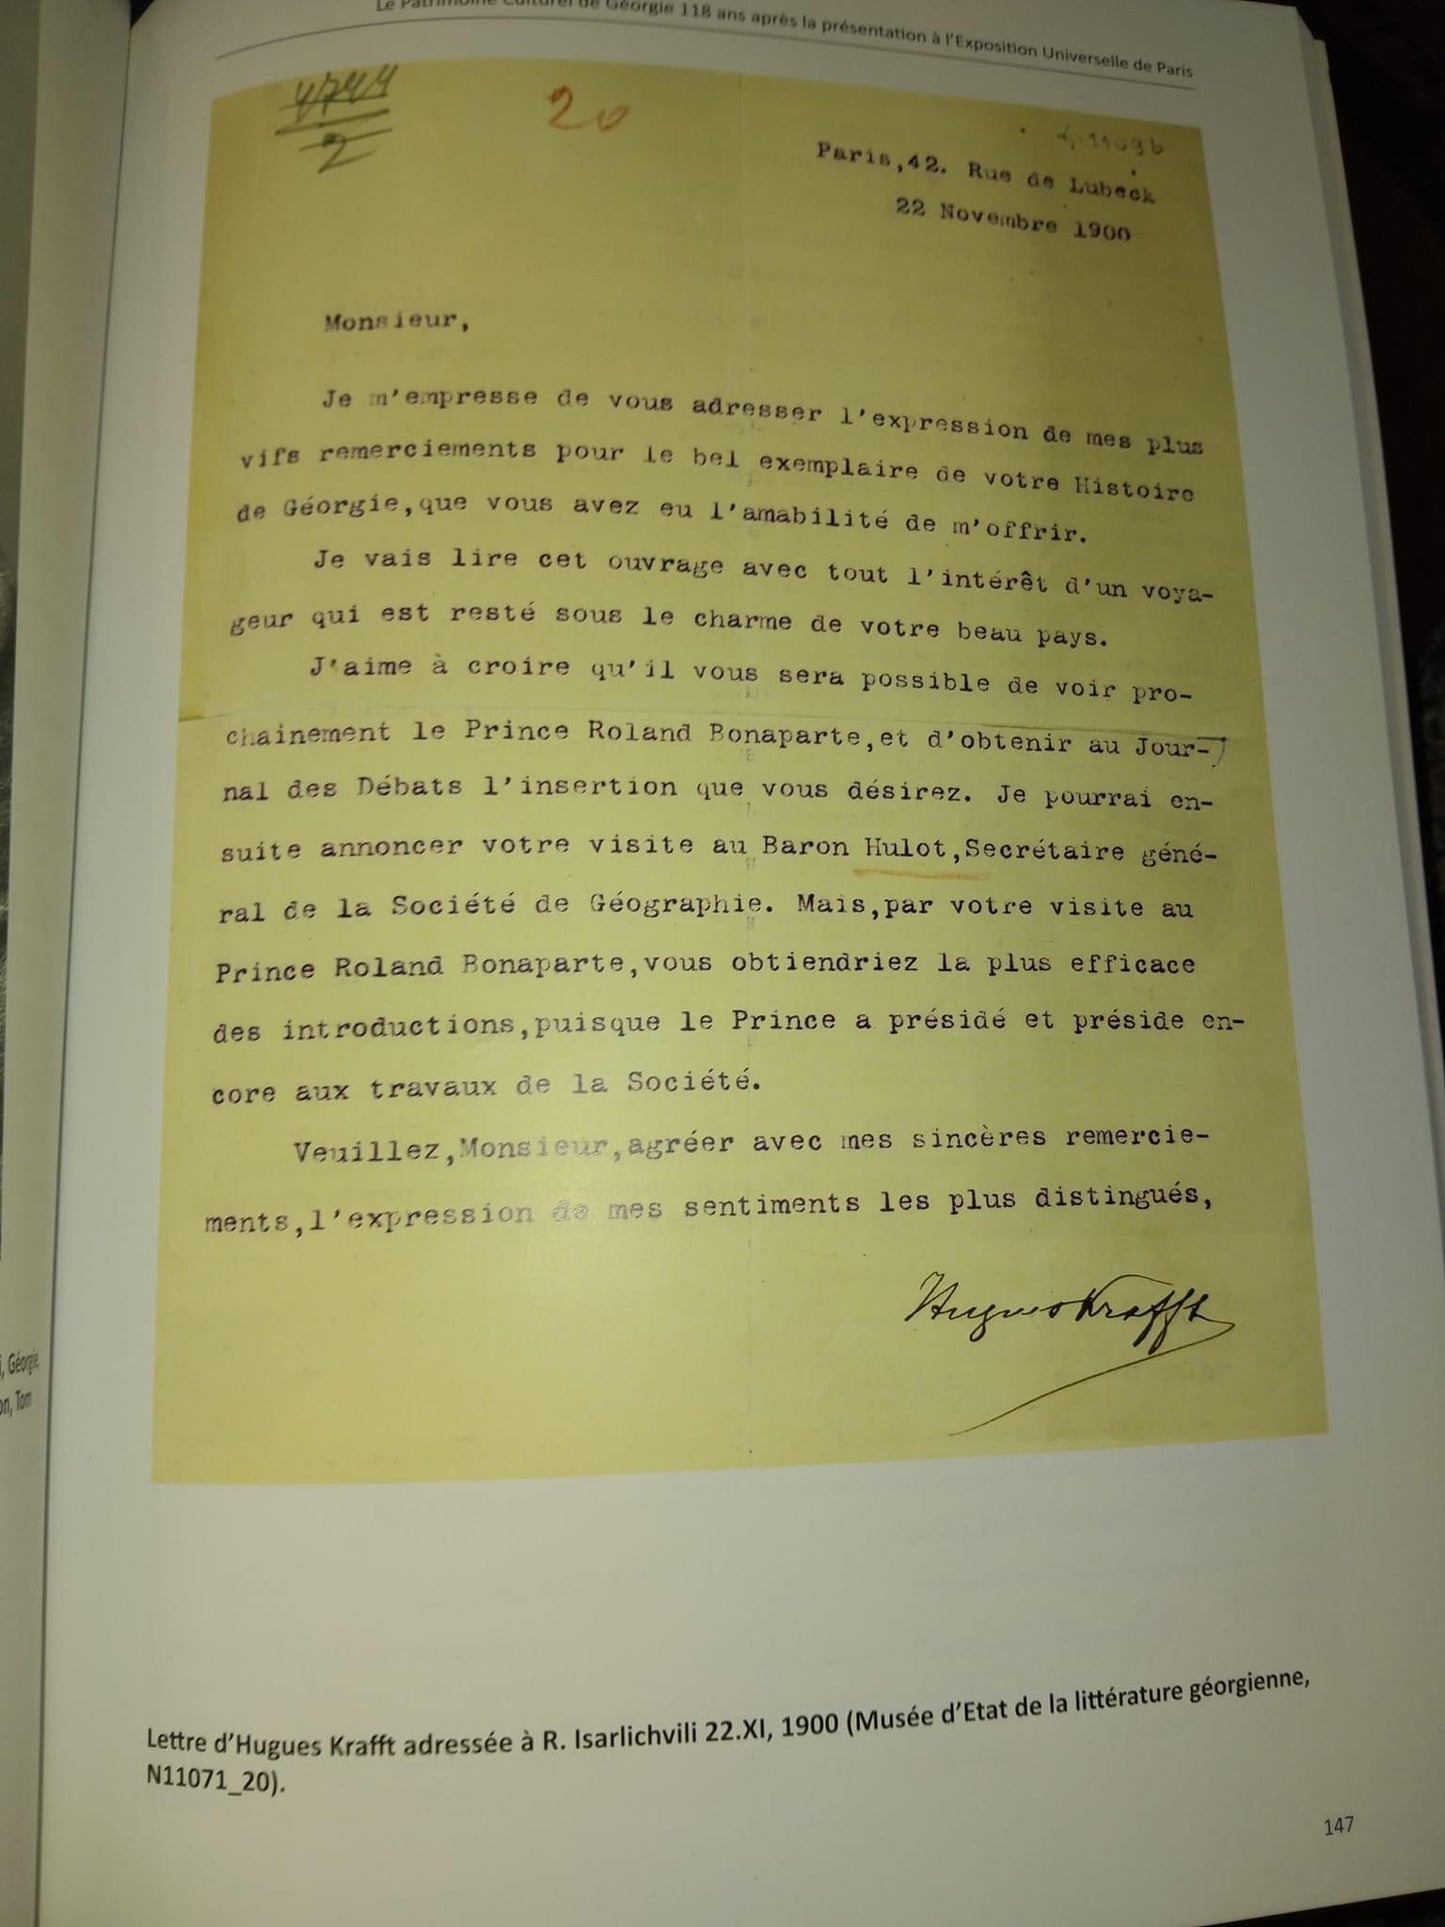 Le Patrimoine Culturel de Géorgie 118 ans après la présentation à l'Exposition Universelle de Paris
4744
2
20
Paris,42. Rue de Lubeck
22 Novembre 1900
Monsieur,
Je m'empresse de vous adresser l'expression de mes plus
vifs remerciements pour le bel exemplaire de votre Histoire
de Géorgie,que vous avez eu l'amabilité de m'offrir.
Je vais lire cet ouvrage avec tout l'intérêt d'un voya-
geur qui est resté sous le charme de votre beau pays.
J'aime à croire qu'il vous sera possible de voir pro-
chainement le Prince Roland Bonaparte,et d'obtenir au Jour-
nal des Débats l'insertion que vous désirez. Je pourrai en-
suite annoncer votre visite au Baron Hulot,Secrétaire géné-
ral de la Société de Géographie. Mais,par votre visite au
Prince Roland Bonaparte,vous obtiendriez la plus efficace
des introductions,puisque le Prince a présidé et préside en-
core aux travaux de la Société.
Veuillez,Monsieur,agréer avec mes sincères remercie-
ments,l'expression de mes sentiments les plus distingués,
Hugues Krafft
Lettre d'Hugues Krafft adressée à R. Isarlichvili 22.XI, 1900 (Musée d'Etat de la littérature géorgienne,
N11071_20).
147
, Géorgie,
on, Tom